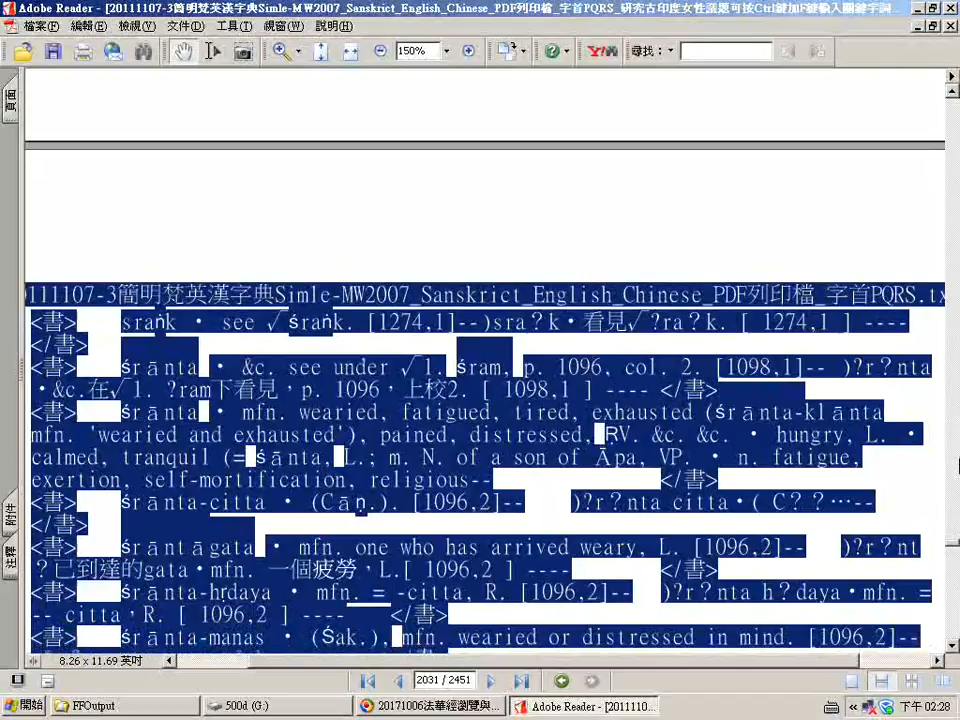 Adobe Reader - [20111107-3簡明梵英漢字典Simle-MW2007_Sanskrict_English_Chinese_PDF列印檔_字首PQRS_研究古印度女性議題可按Ctrl鍵加F鍵輸入關鍵字詞...
檔案(F) 編輯(E) 檢視(V) 文件(D) 工具(T) 視窗(W) 說明(H)
150% 尋找:
頁面
111107-3簡明梵英漢字典Simle-MW2007_Sanskrict_English_Chinese_PDF列印檔_字首PQRS.tx
<書> sraṅk ・ see √śraṅk. [1274,1]--)sra?k・看見√?ra?k. [ 1274,1 ] ----
</書>
<書> śrānta ・ &c. see under √1. śram, p. 1096, col. 2. [1098,1]-- )?r?nta
・&c.在√1. ?ram下看見，p. 1096，上校2. [ 1098,1 ] ---- </書>
<書> śrānta ・ mfn. wearied, fatigued, tired, exhausted (śrānta-klānta
mfn. 'wearied and exhausted'), pained, distressed, RV. &c. &c. ・ hungry, L. ・
calmed, tranquil (= śānta, L.; m. N. of a son of Āpa, VP. ・ n. fatigue,
exertion, self-mortification, religious-- </書>
<書> śrānta-citta ・ (Cāṇ.). [1096,2]-- )?r?nta citta・( C??…--
</書>
<書> śrāntāgata ・ mfn. one who has arrived weary, L. [1096,2]-- )?r?nt
?已到達的gata・mfn. 一個疲勞，L.[ 1096,2 ] ---- </書>
<書> śrānta-hṛdaya ・ mfn. = -citta, R. [1096,2]-- )?r?nta h?daya・mfn. =
-- citta，R. [ 1096,2 ] ---- </書>
<書> śrānta-manas ・ (Śak.), mfn. wearied or distressed in mind. [1096,2]--
附件
註釋
8.26 x 11.69 英吋
2031 / 2451
開始 FFOutput 500d (G:) 20171006法華經瀏覽與... Adobe Reader - [2011110... 下午 02:28